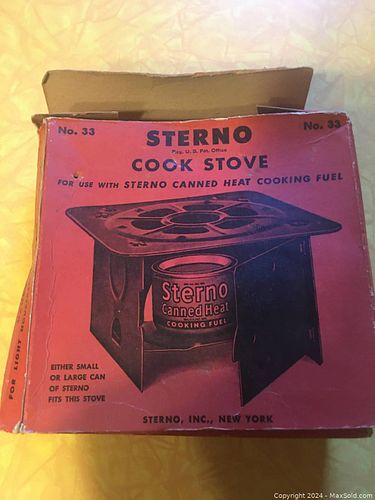 No. 33
STERNO
No. 33
Reg. U. S. Pat. Office
COOK STOVE
FOR USE WITH STERNO CANNED HEAT COOKING FUEL
Sterno
Canned Heat
COOKING FUEL
EITHER SMALL
OR LARGE CAN
OF STERNO
FITS THIS STOVE
STERNO, INC., NEW YORK
FOR LIGHT
Copyright 2024 - MaxSold.com